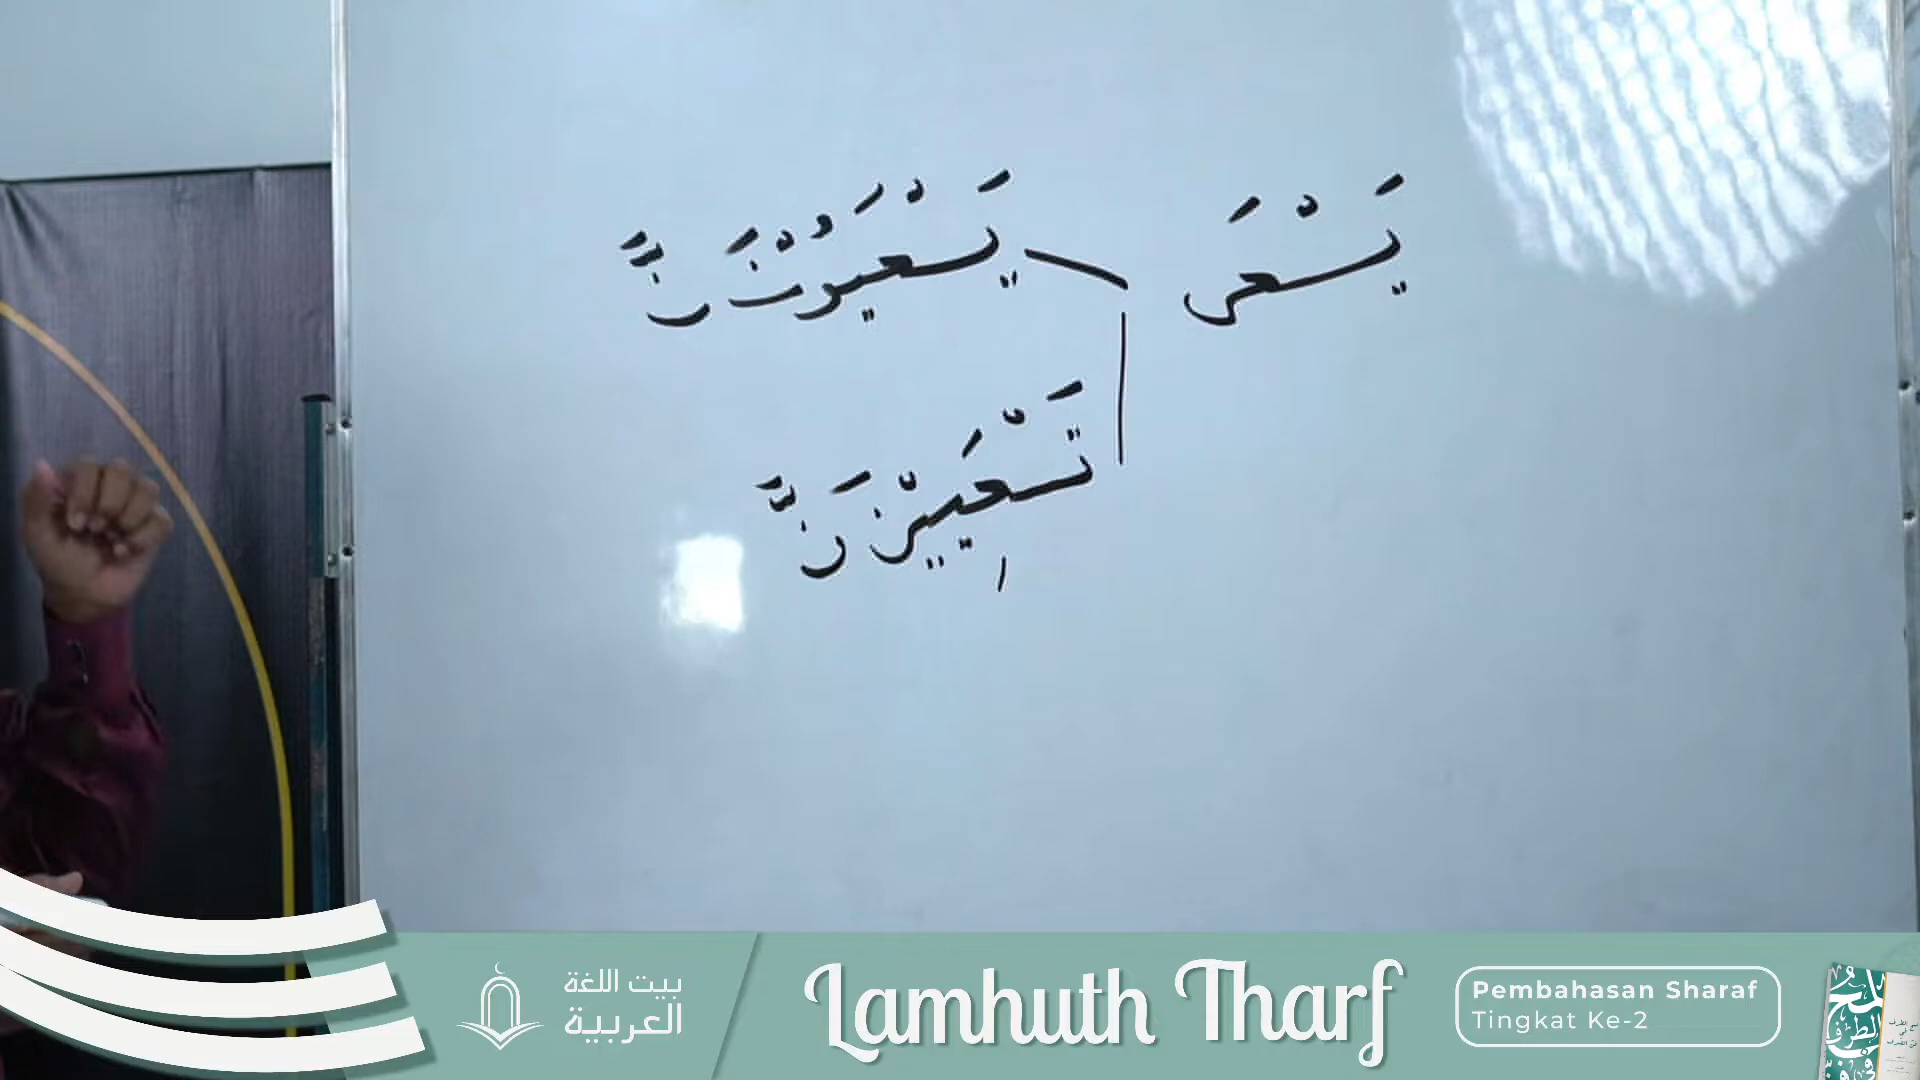 يَسْعَى
يَسْعَيُوْنَ نَّ
تَسْعَيِيْنَ نَّ
ا
بيت اللغة
العربية
Lamhuth Tharf
Pembahasan Sharaf
Tingkat Ke-2